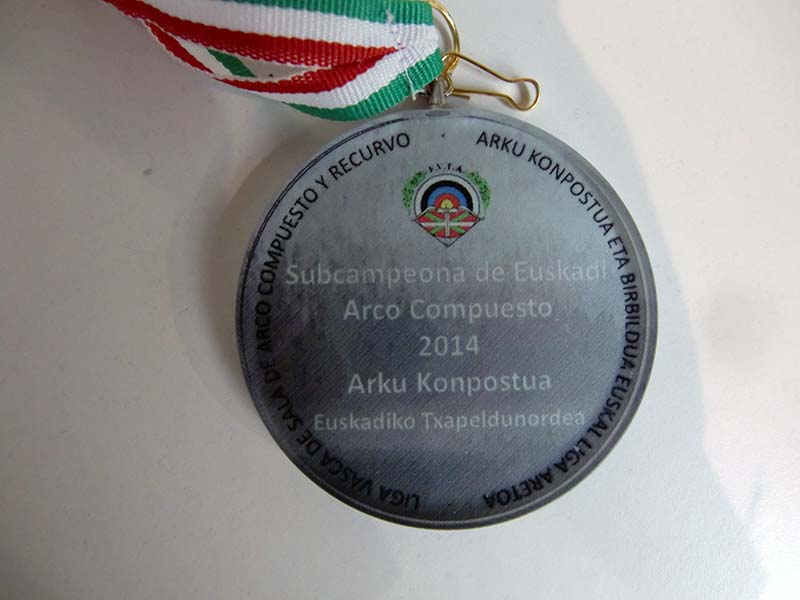 LIGA VASCA DE SALA DE ARCO COMPUESTO Y RECURVO
ARKU KONPOSTUA ETA BIRBILDUA EUSKAL LIGA ARETOA
F.V.T.A.
Subcampeona de Euskadi
Arco Compuesto
2014
Arku Konpostua
Euskadiko Txapeldunordea